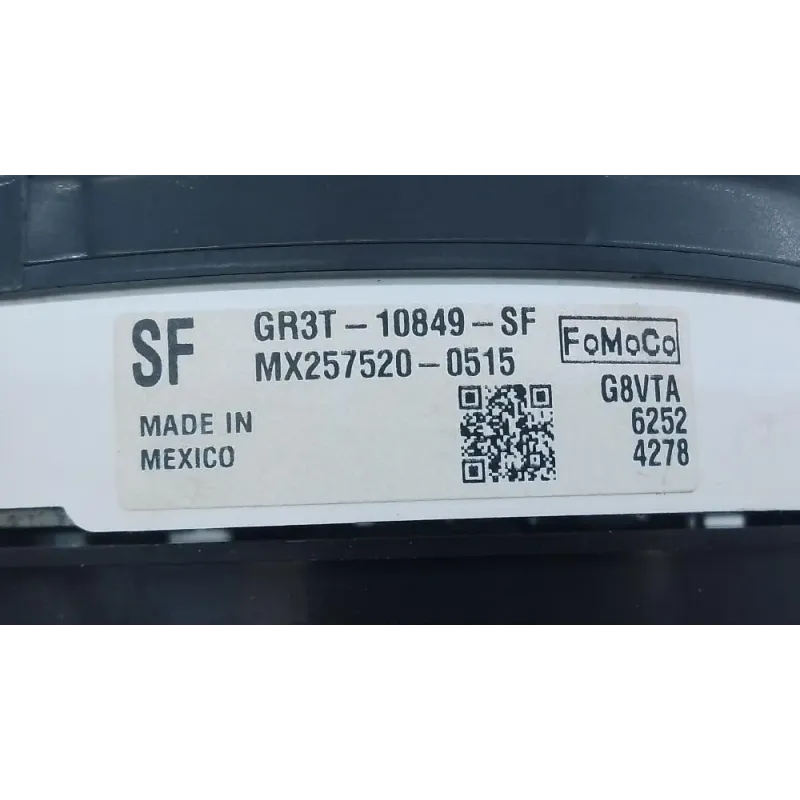 SF
GR3T-10849-SF
MX257520-0515
FoMoCo
G8VTA
6252
4278
MADE IN
MEXICO